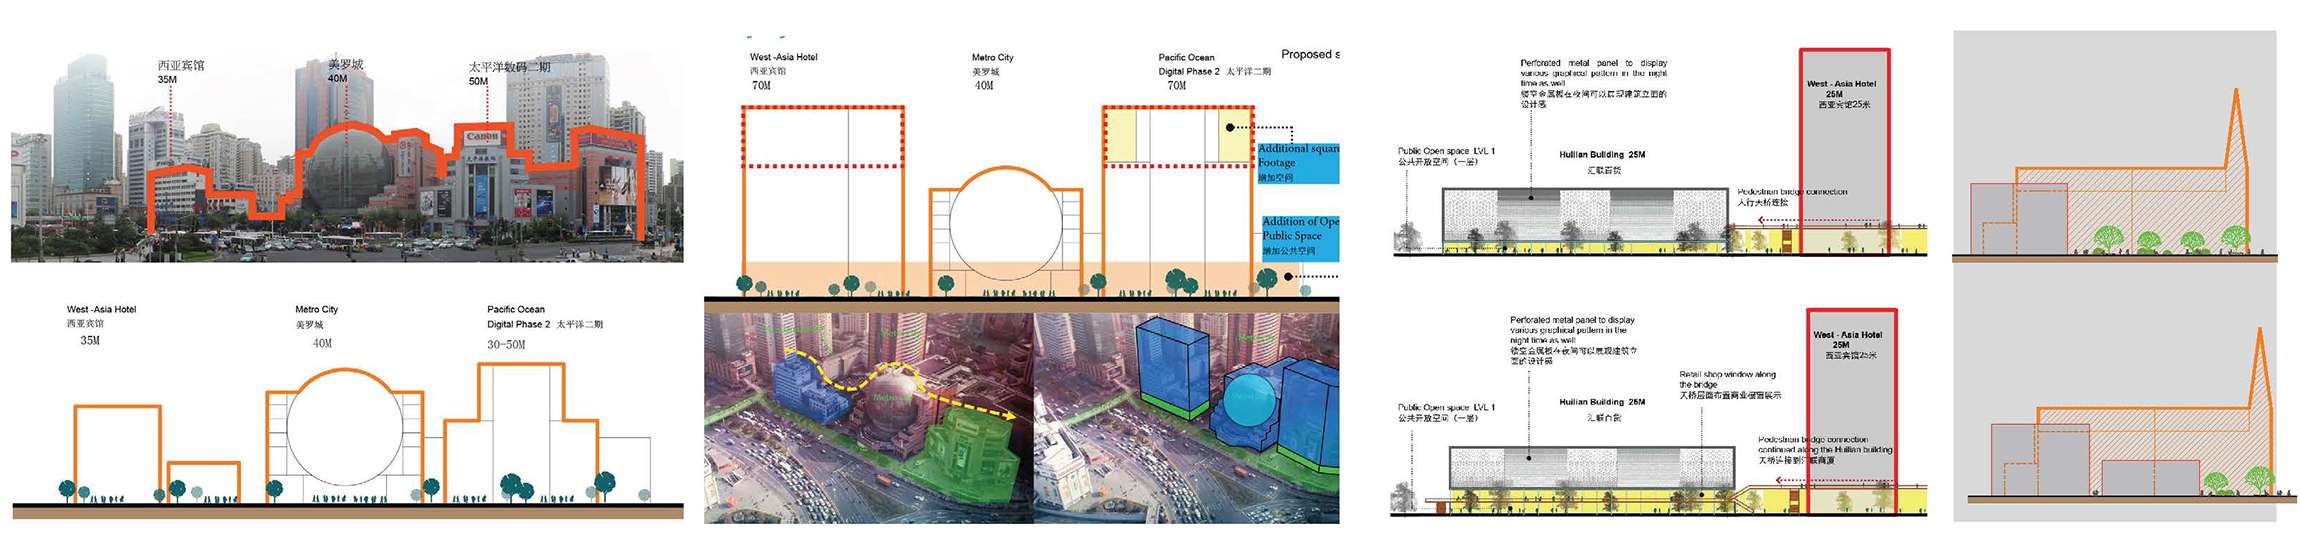 西亚宾馆
35M
美罗城
40M
太平洋数码二期
50M
Canon
West -Asia Hotel
西亚宾馆
35M
Metro City
美罗城
40M
Pacific Ocean
Digital Phase 2 太平洋二期
30-50M
West -Asia Hotel
西亚宾馆
70M
Metro City
美罗城
40M
Pacific Ocean
Digital Phase 2 太平洋二期
70M
Proposed s
Additional squar
Footage
增加空间
Addition of Ope
Public Space
增加公共空间
Perforated metal panel to display
various graphical pattern in the night
time as well
镂空金属板在夜间可以展现建筑立面的
设计感
Public Open space LVL 1
公共开放空间（一层）
Huilian Building 25M
汇联百货
Pedestrian bridge connection
人行天桥连接
West - Asia Hotel
25M
西亚宾馆25米
Perforated metal panel to display
various graphical pattern in the
night time as well
镂空金属板在夜间可以展现建筑立
面的设计感
Retail shop window along
the bridge
天桥层面布置商业橱窗展示
Public Open space LVL 1
公共开放空间（一层）
Huilian Building 25M
汇联百货
Pedestrian bridge connection
continued along the Huilian building
天桥连接到汇联商厦
West - Asia Hotel
25M
西亚宾馆25米